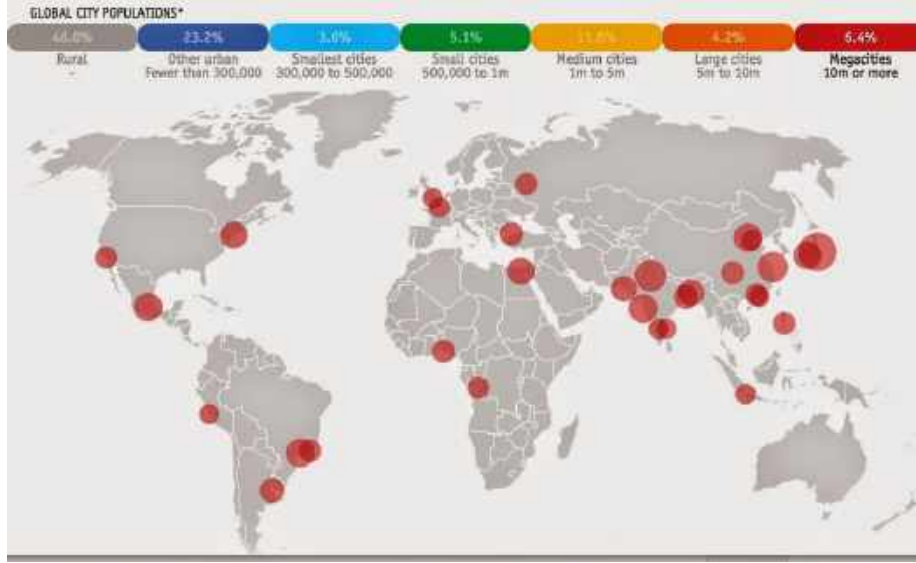 GLOBAL CITY POPULATIONS*
23.2% 3.6% 5.1% 4.2% 6.4%
Rural Other urban Smallest cities Small cities Medium cities Large cities Megacities
- Fewer than 300,000 300,000 to 500,000 500,000 to 1m 1m to 5m 5m to 10m 10m or more